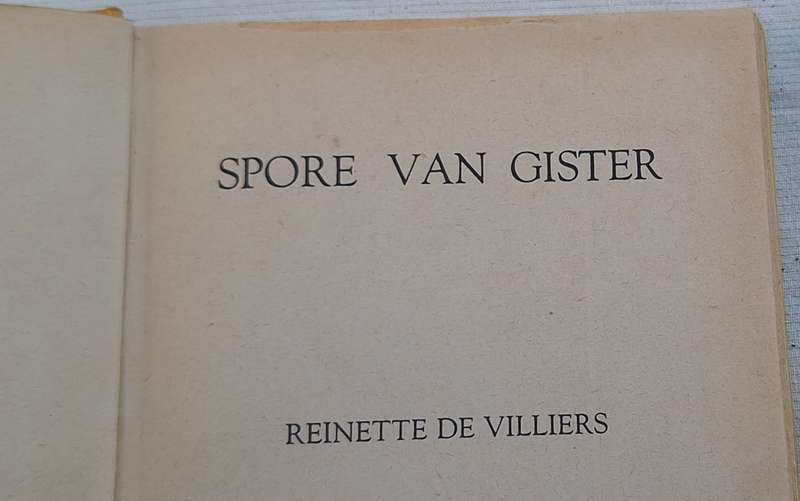 SPORE VAN GISTER
REINETTE DE VILLIERS